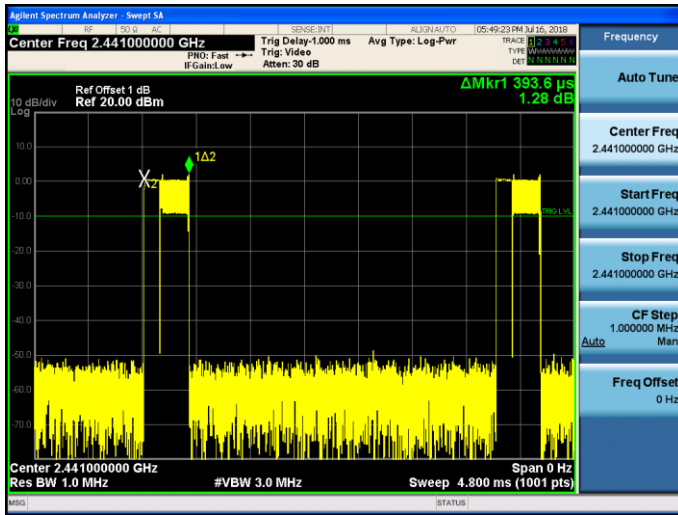 Agilent Spectrum Analyzer - Swept SA
RF 50 Ω AC SENSE:INT ALIGN AUTO 05:49:23 PM Jul 16, 2018
Center Freq 2.441000000 GHz
PNO: Fast
IFGain:Low
Trig Delay-1.000 ms
Trig: Video
Atten: 30 dB
Avg Type: Log-Pwr
TRACE 1 2 3 4 5 6
TYPE
DET N N N N N N
Ref Offset 1 dB
Ref 20.00 dBm
10 dB/div
Log
ΔMkr1 393.6 µs
1.28 dB
10.0
0.00
-10.0
-20.0
-30.0
-40.0
-50.0
-60.0
-70.0
X2
1Δ2
TRIG LVL
Center 2.441000000 GHz
Res BW 1.0 MHz
#VBW 3.0 MHz
Span 0 Hz
Sweep 4.800 ms (1001 pts)
MSG
STATUS
Frequency
Auto Tune
Center Freq
2.441000000 GHz
Start Freq
2.441000000 GHz
Stop Freq
2.441000000 GHz
CF Step
1.000000 MHz
Auto Man
Freq Offset
0 Hz